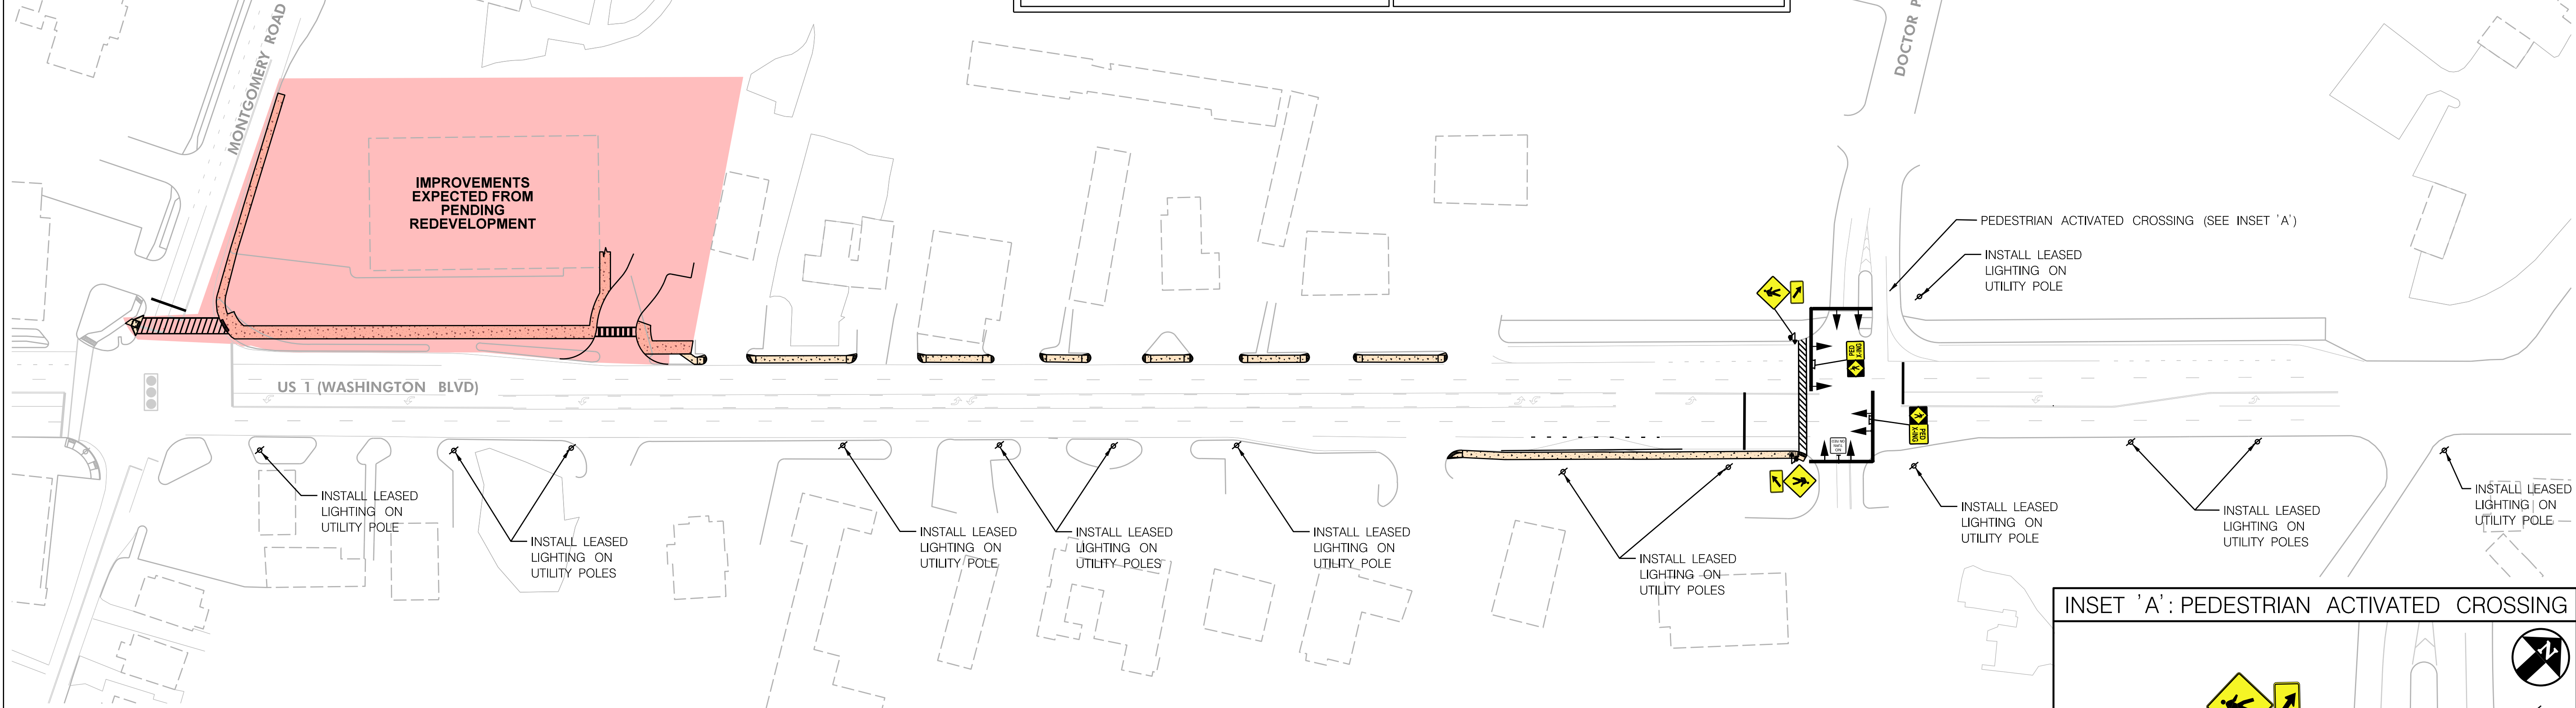 MONTGOMERY ROAD
DOCTOR
IMPROVEMENTS
EXPECTED FROM
PENDING
REDEVELOPMENT
PEDESTRIAN ACTIVATED CROSSING (SEE INSET 'A')
INSTALL LEASED
LIGHTING ON
UTILITY POLE
PED
X-ING
US 1 (WASHINGTON BLVD)
PED
X-ING
INSTALL LEASED
LIGHTING ON
UTILITY POLE
INSTALL LEASED
LIGHTING ON
UTILITY POLES
INSTALL LEASED
LIGHTING ON
UTILITY POLE
INSTALL LEASED
LIGHTING ON
UTILITY POLES
INSTALL LEASED
LIGHTING ON
UTILITY POLE
INSTALL LEASED
LIGHTING ON
UTILITY POLES
INSTALL LEASED
LIGHTING ON
UTILITY POLE
INSTALL LEASED
LIGHTING ON
UTILITY POLES
INSTALL LEASED
LIGHTING ON
UTILITY POLE
INSET 'A': PEDESTRIAN ACTIVATED CROSSING
N